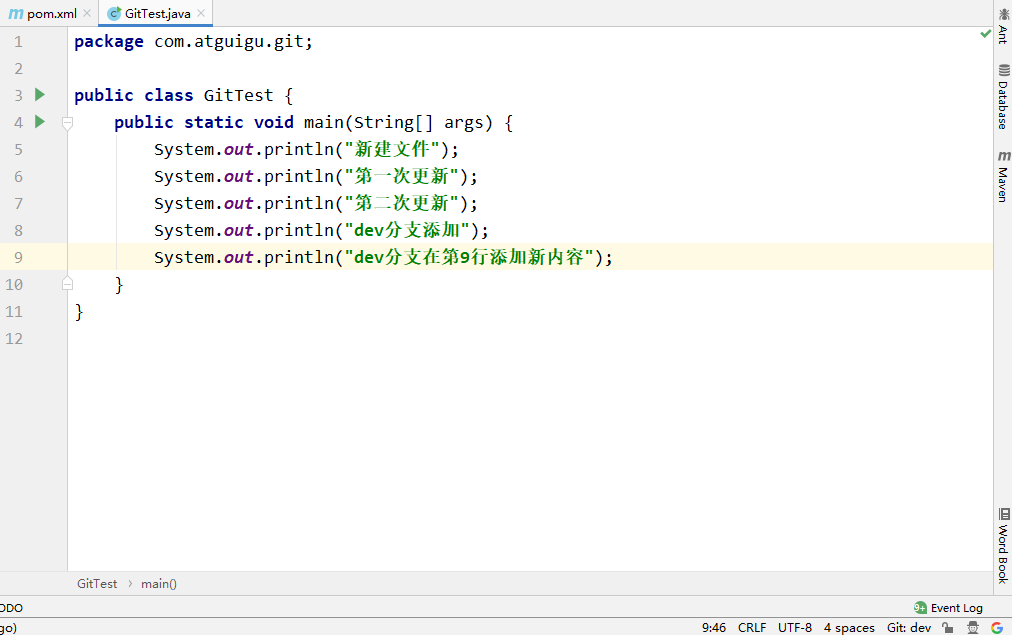 pom.xml
GitTest.java
1 package com.atguigu.git;
2
3 public class GitTest {
4 public static void main(String[] args) {
5 System.out.println("新建文件");
6 System.out.println("第一次更新");
7 System.out.println("第二次更新");
8 System.out.println("dev分支添加");
9 System.out.println("dev分支在第9行添加新内容");
10 }
11 }
12
Ant
Database
m Maven
Word Book
GitTest › main()
ODO
9+ Event Log
go)
9:46 CRLF UTF-8 4 spaces Git: dev